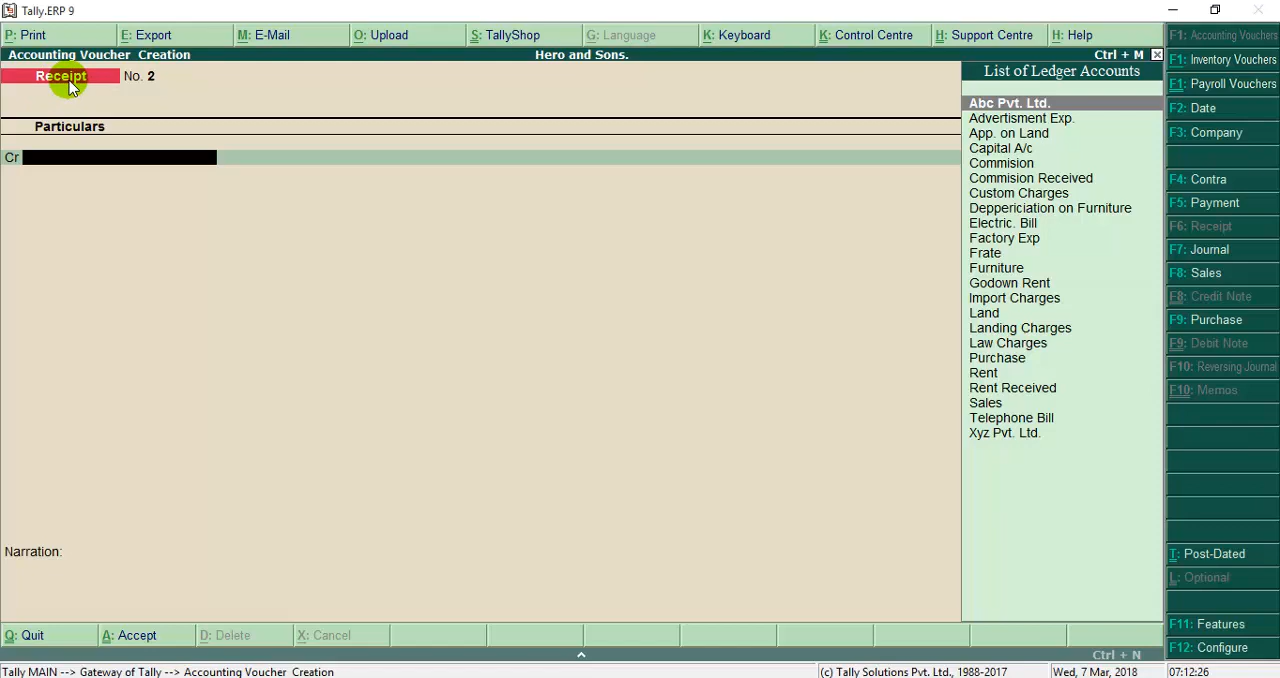 Tally.ERP 9
P: Print E: Export M: E-Mail O: Upload S: TallyShop G: Language K: Keyboard K: Control Centre H: Support Centre H: Help
Accounting Voucher Creation Hero and Sons. Ctrl + M
Receipt No. 2
Particulars
Cr
Narration:
List of Ledger Accounts
Abc Pvt. Ltd.
Advertisment Exp.
App. on Land
Capital A/c
Commision
Commision Received
Custom Charges
Deppericiation on Furniture
Electric. Bill
Factory Exp
Frate
Furniture
Godown Rent
Import Charges
Land
Landing Charges
Law Charges
Purchase
Rent
Rent Received
Sales
Telephone Bill
Xyz Pvt. Ltd.
F1: Accounting Vouchers
F1: Inventory Vouchers
F1: Payroll Vouchers
F2: Date
F3: Company
F4: Contra
F5: Payment
F6: Receipt
F7: Journal
F8: Sales
F8: Credit Note
F9: Purchase
F9: Debit Note
F10: Reversing Journal
F10: Memos
T: Post-Dated
L: Optional
F11: Features
F12: Configure
Q: Quit A: Accept D: Delete X: Cancel
Ctrl + N
Tally MAIN --> Gateway of Tally --> Accounting Voucher Creation (c) Tally Solutions Pvt. Ltd., 1988-2017 Wed, 7 Mar, 2018 07:12:26